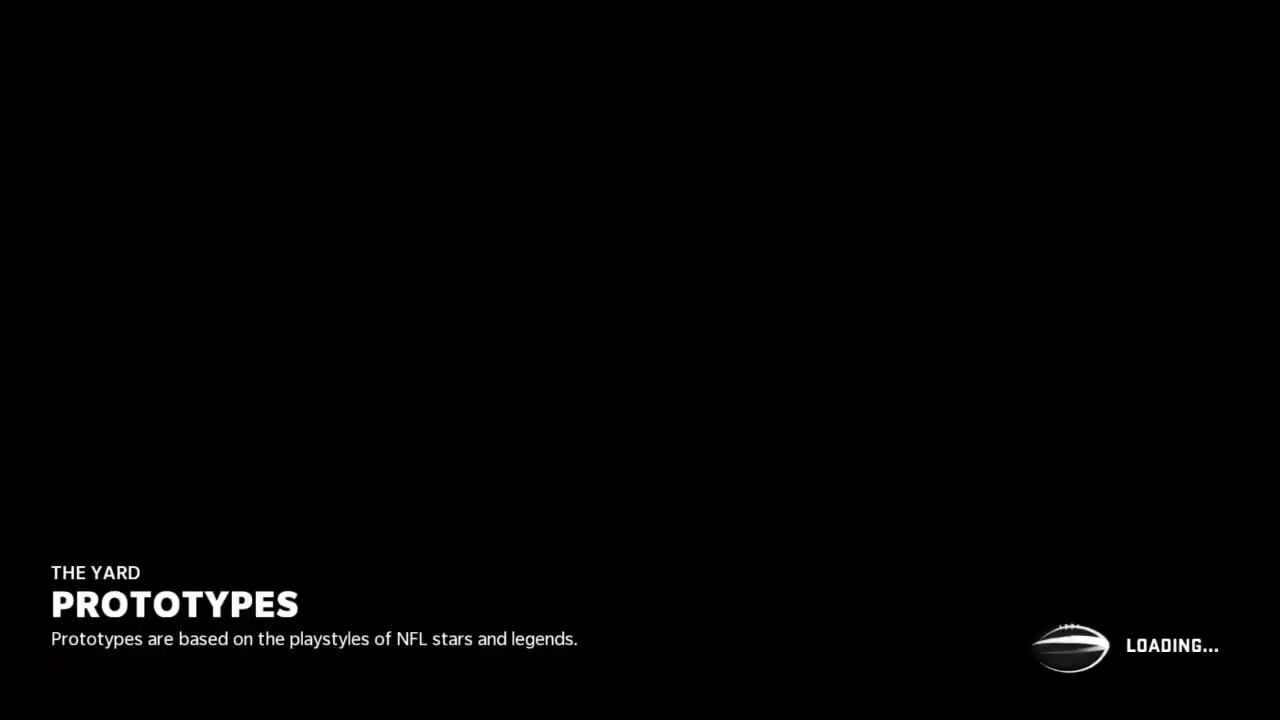 THE YARD
PROTOTYPES
Prototypes are based on the playstyles of NFL stars and legends.
LOADING...